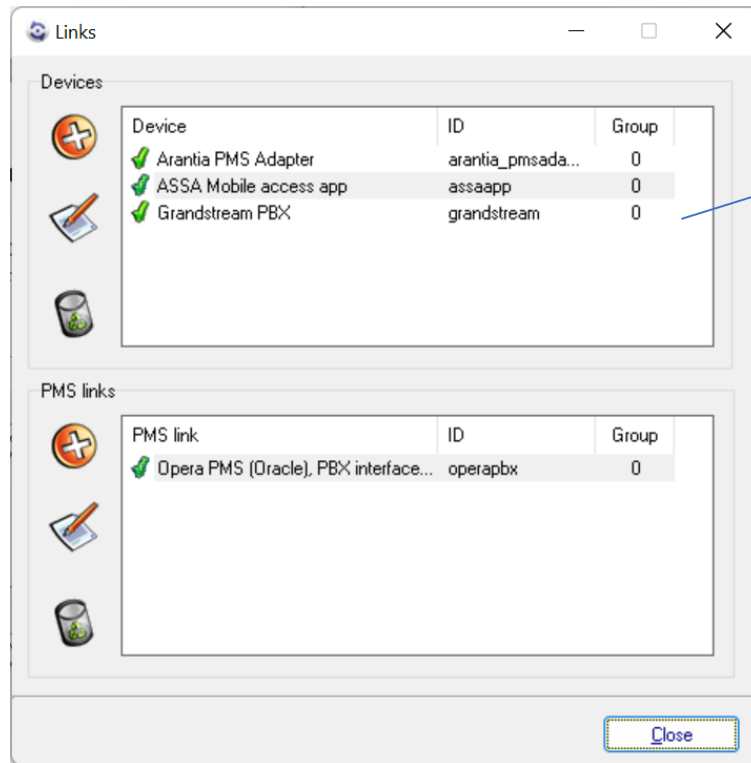 Links
Devices
Device ID Group
Arantia PMS Adapter arantia_pmsada... 0
ASSA Mobile access app assaapp 0
Grandstream PBX grandstream 0
PMS links
PMS link ID Group
Opera PMS (Oracle), PBX interface... operapbx 0
Close